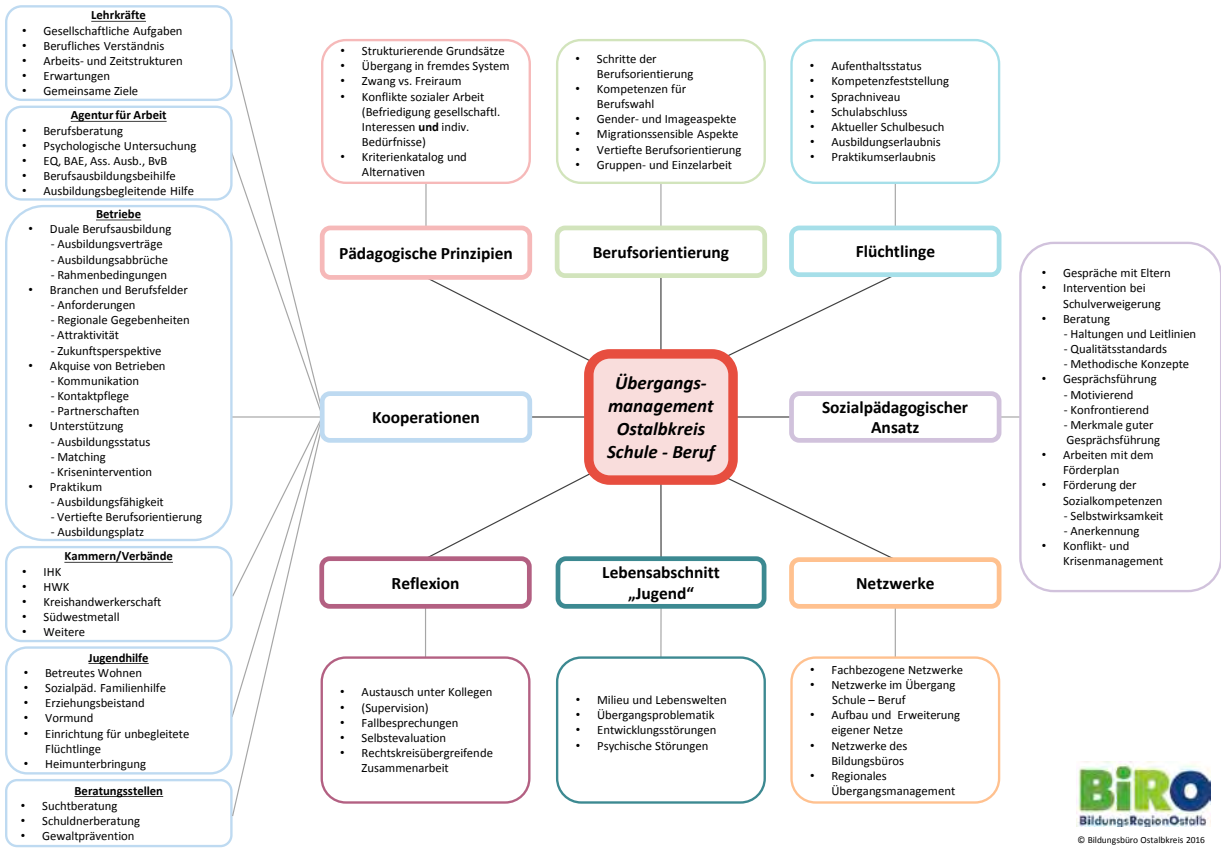 Lehrkräfte
• Gesellschaftliche Aufgaben
• Berufliches Verständnis
• Arbeits- und Zeitstrukturen
• Erwartungen
• Gemeinsame Ziele
Agentur für Arbeit
• Berufsberatung
• Psychologische Untersuchung
• EQ, BAE, Ass. Ausb., BvB
• Berufsausbildungsbeihilfe
• Ausbildungsbegleitende Hilfe
Betriebe
• Duale Berufsausbildung
- Ausbildungsverträge
- Ausbildungsabbrüche
- Rahmenbedingungen
• Branchen und Berufsfelder
- Anforderungen
- Regionale Gegebenheiten
- Attraktivität
- Zukunftsperspektive
• Akquise von Betrieben
- Kommunikation
- Kontaktpflege
- Partnerschaften
• Unterstützung
- Ausbildungsstatus
- Matching
- Krisenintervention
• Praktikum
- Ausbildungsfähigkeit
- Vertiefte Berufsorientierung
- Ausbildungsplatz
Kammern/Verbände
• IHK
• HWK
• Kreishandwerkerschaft
• Südwestmetall
• Weitere
Jugendhilfe
• Betreutes Wohnen
• Sozialpäd. Familienhilfe
• Erziehungsbeistand
• Vormund
• Einrichtung für unbegleitete
Flüchtlinge
• Heimunterbringung
Beratungsstellen
• Suchtberatung
• Schuldnerberatung
• Gewaltprävention
• Strukturierende Grundsätze
• Übergang in fremdes System
• Zwang vs. Freiraum
• Konflikte sozialer Arbeit
(Befriedigung gesellschaftl.
Interessen und indiv.
Bedürfnisse)
• Kriterienkatalog und
Alternativen
Pädagogische Prinzipien
• Schritte der
Berufsorientierung
• Kompetenzen für
Berufswahl
• Gender- und Imageaspekte
• Migrationssensible Aspekte
• Vertiefte Berufsorientierung
• Gruppen- und Einzelarbeit
Berufsorientierung
• Aufenthaltsstatus
• Kompetenzfeststellung
• Sprachniveau
• Schulabschluss
• Aktueller Schulbesuch
• Ausbildungserlaubnis
• Praktikumserlaubnis
Flüchtlinge
Kooperationen
Übergangs-
management
Ostalbkreis
Schule - Beruf
Sozialpädagogischer
Ansatz
• Gespräche mit Eltern
• Intervention bei
Schulverweigerung
• Beratung
- Haltungen und Leitlinien
- Qualitätsstandards
- Methodische Konzepte
• Gesprächsführung
- Motivierend
- Konfrontierend
- Merkmale guter
Gesprächsführung
• Arbeiten mit dem
Förderplan
• Förderung der
Sozialkompetenzen
- Selbstwirksamkeit
- Anerkennung
• Konflikt- und
Krisenmanagement
Reflexion
• Austausch unter Kollegen
• (Supervision)
• Fallbesprechungen
• Selbstevaluation
• Rechtskreisübergreifende
Zusammenarbeit
Lebensabschnitt
„Jugend“
• Milieu und Lebenswelten
• Übergangsproblematik
• Entwicklungsstörungen
• Psychische Störungen
Netzwerke
• Fachbezogene Netzwerke
• Netzwerke im Übergang
Schule – Beruf
• Aufbau und Erweiterung
eigener Netze
• Netzwerke des
Bildungsbüros
• Regionales
Übergangsmanagement
BiRO
BildungsRegionOstalb
© Bildungsbüro Ostalbkreis 2016